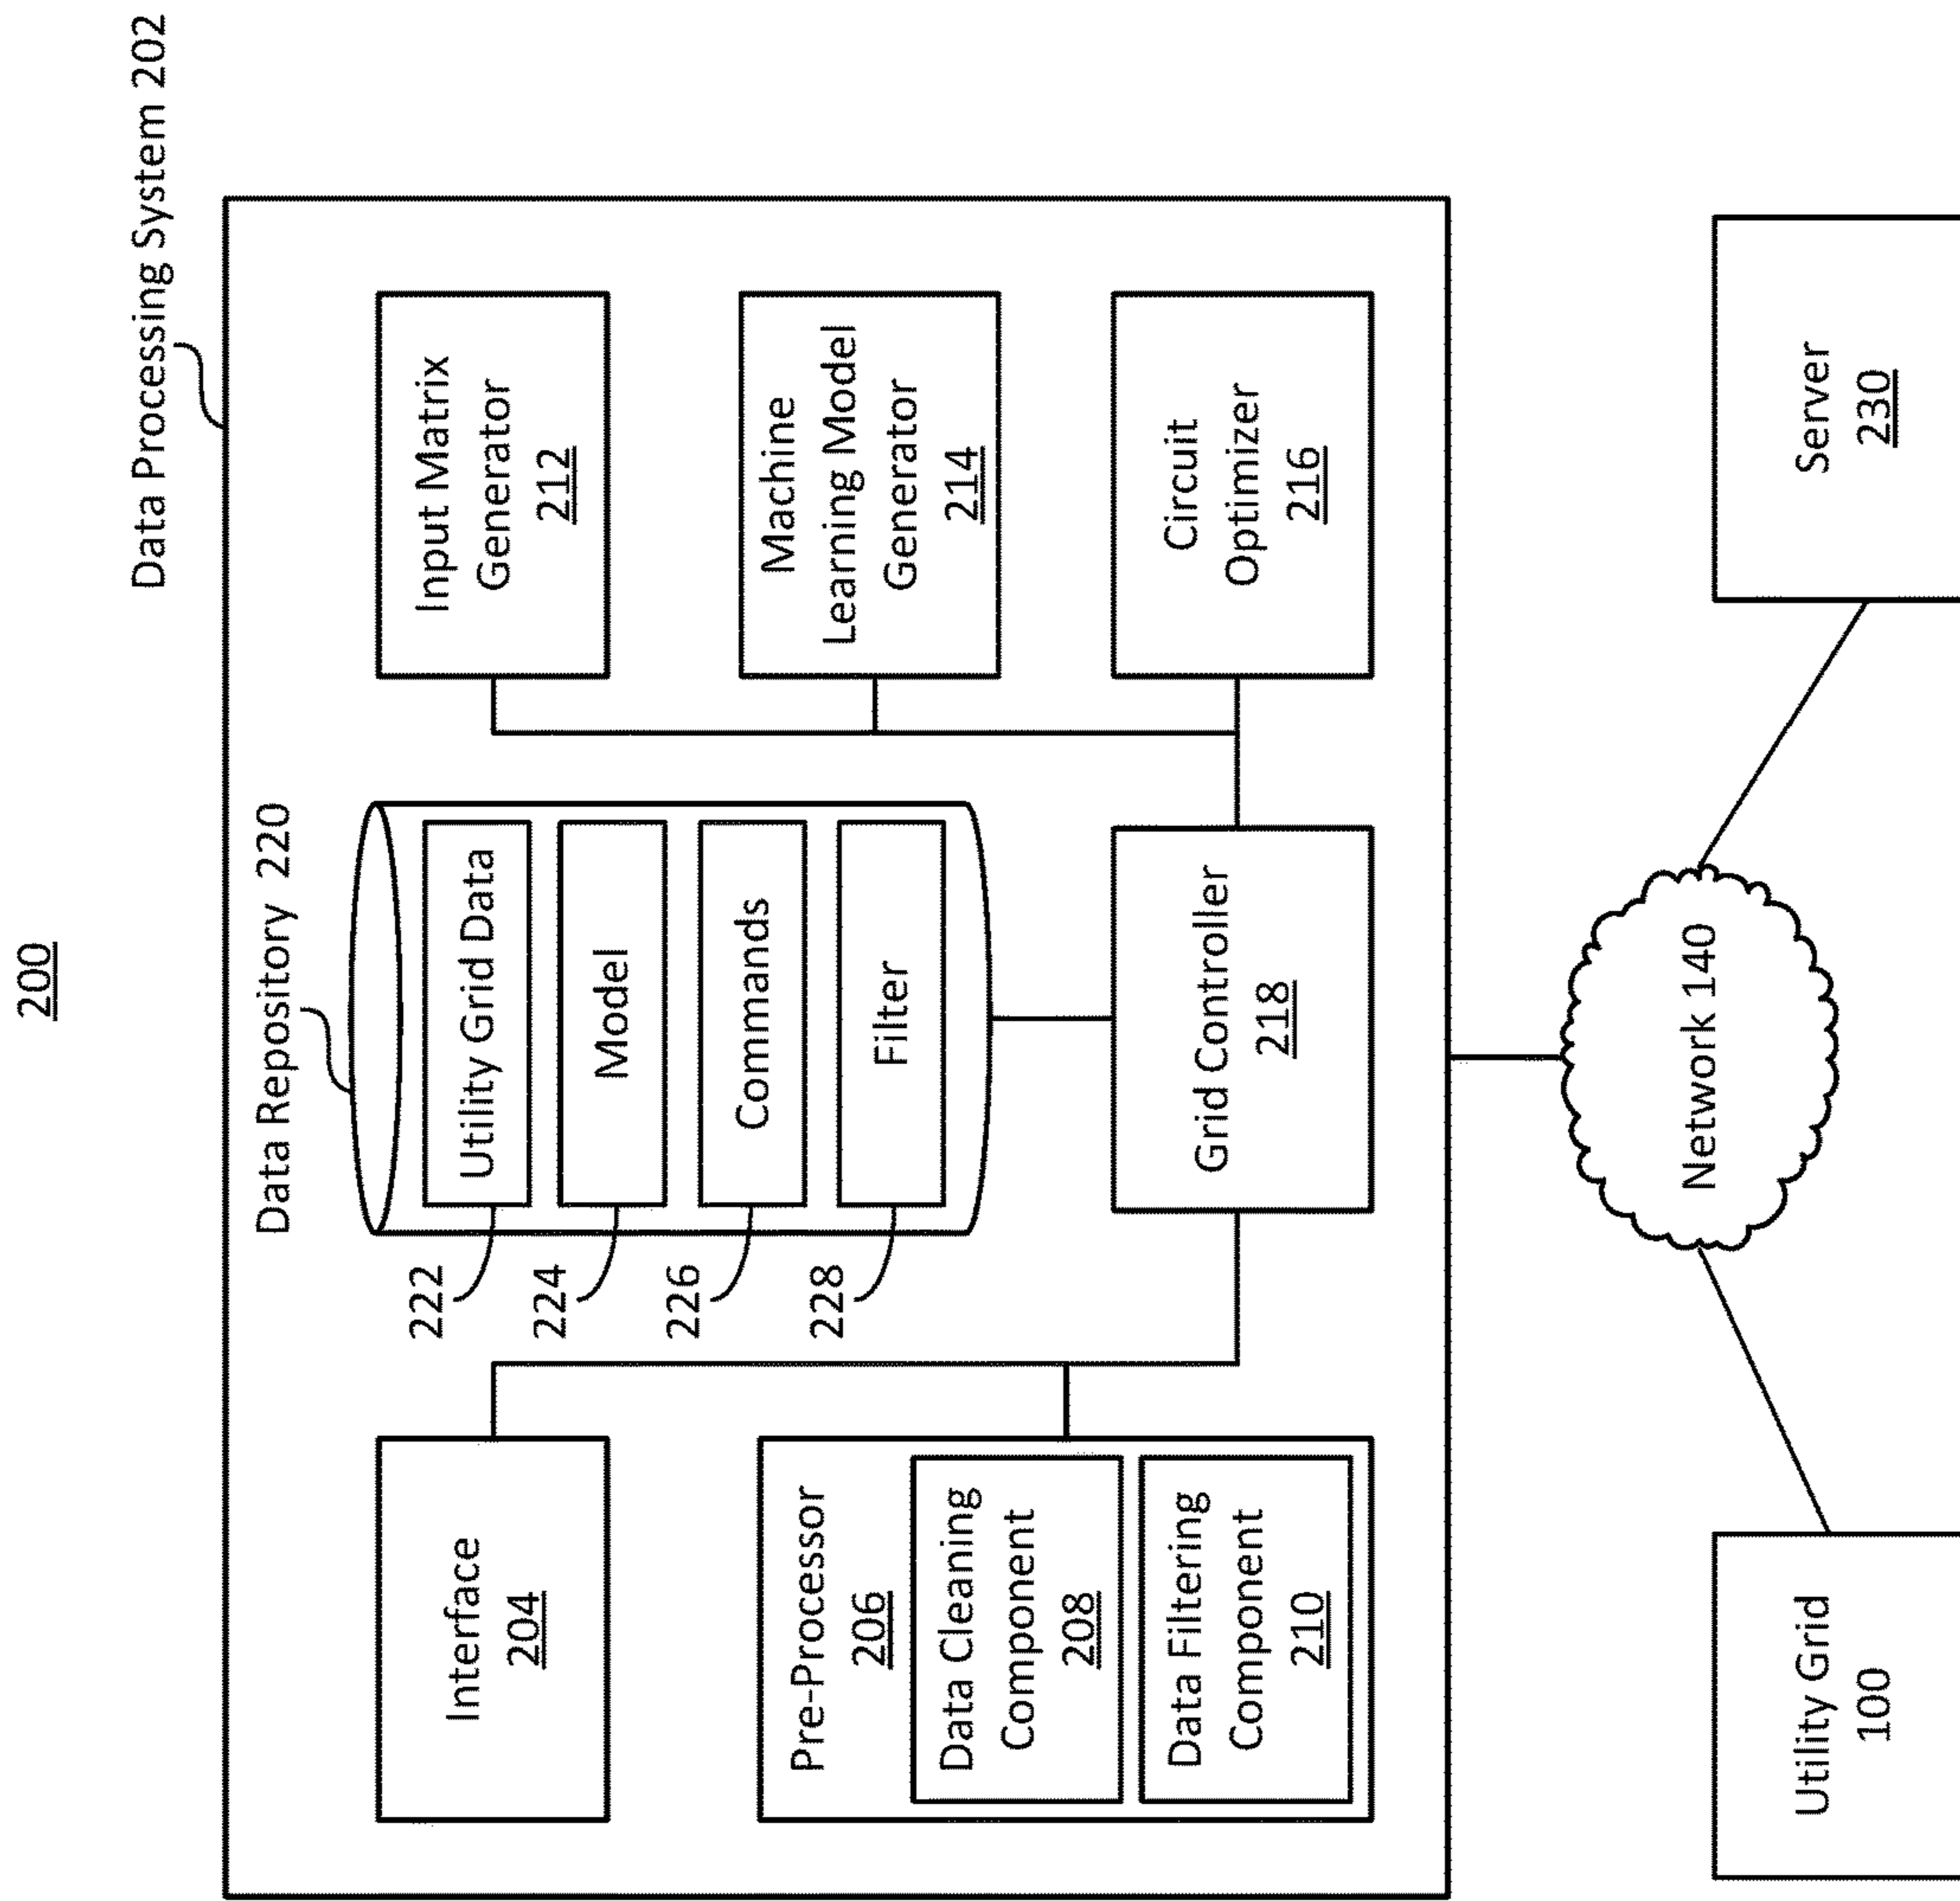 200
Data Processing System 202
Data Repository 220
Interface
204
222
Utility Grid Data
Input Matrix
Generator
212
224
Model
226
Commands
228
Filter
Pre-Processor
206
Data Cleaning
Component
208
Data Filtering
Component
210
Machine
Learning Model
Generator
214
Grid Controller
218
Circuit
Optimizer
216
Network 140
Utility Grid
100
Server
230